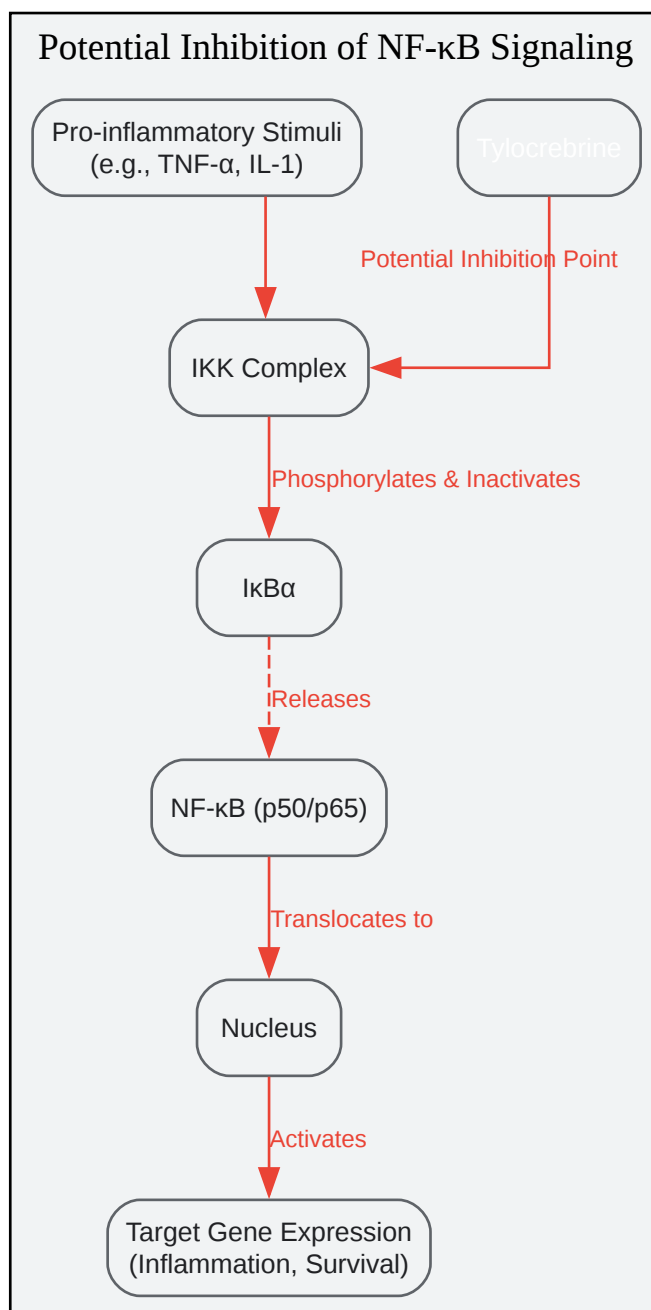 Potential Inhibition of NF-κB Signaling
Pro-inflammatory Stimuli
(e.g., TNF-α, IL-1)
Tylocrebrine
Potential Inhibition Point
IKK Complex
Phosphorylates & Inactivates
IκBα
Releases
NF-κB (p50/p65)
Translocates to
Nucleus
Activates
Target Gene Expression
(Inflammation, Survival)